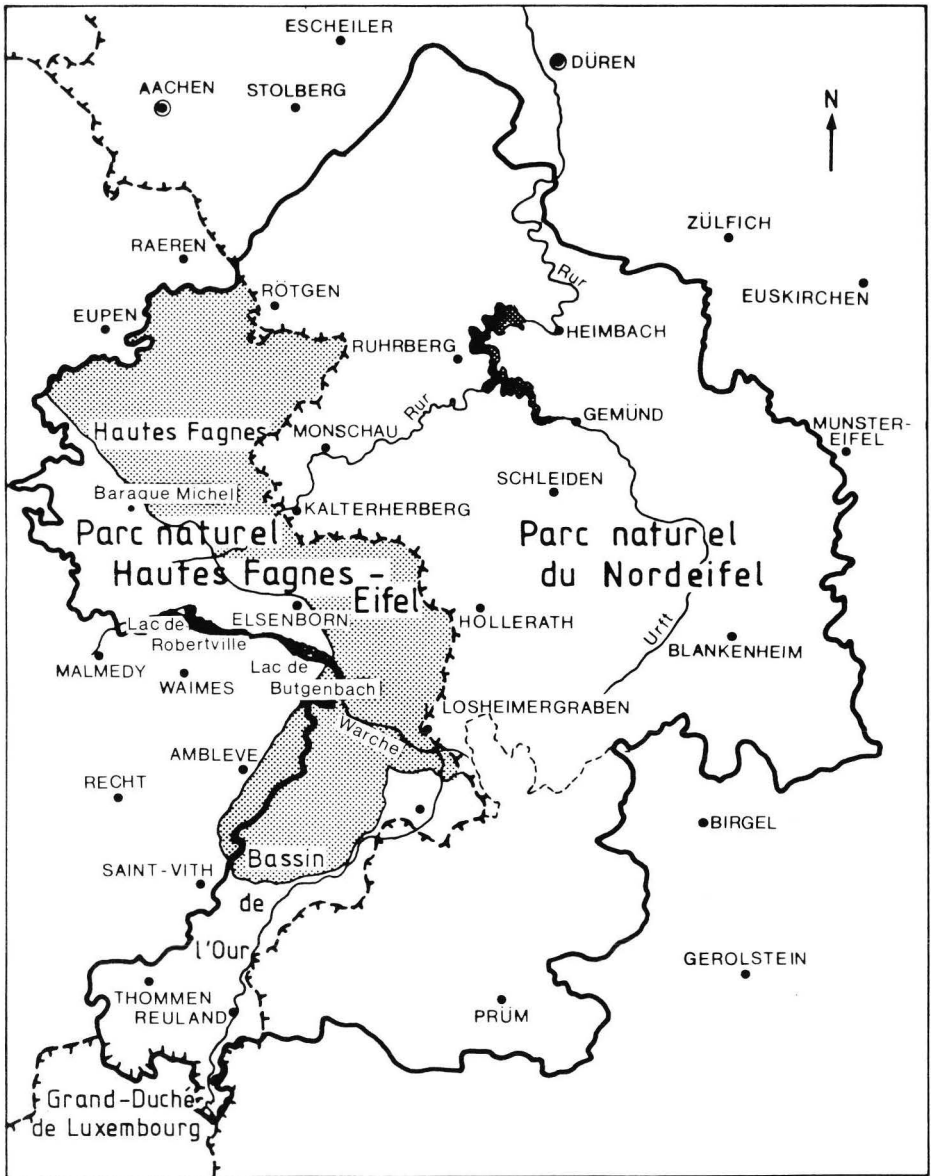 ESCHEILER
DÜREN
AACHEN
STOLBERG
N
ZÜLFICH
RAEREN
Rur
EUSKIRCHEN
RÖTGEN
EUPEN
HEIMBACH
RUHRBERG
Rur
GEMÜND
MUNSTER-
EIFEL
Hautes Fagnes
MONSCHAU
SCHLEIDEN
Baraque Michel
KALTERHERBERG
Parc naturel
Hautes Fagnes -
Eifel
Parc naturel
du Nordeifel
ELSENBORN
HOLLERATH
Lac de
Robertville
Urft
BLANKENHEIM
MALMEDY
WAIMES
Lac de
Butgenbach
LOSHEIMERGRABEN
Warche
AMBLEVE
RECHT
BIRGEL
Bassin
SAINT-VITH
de
l'Our
GEROLSTEIN
THOMMEN
REULAND
PRÜM
Grand-Duché
de Luxembourg